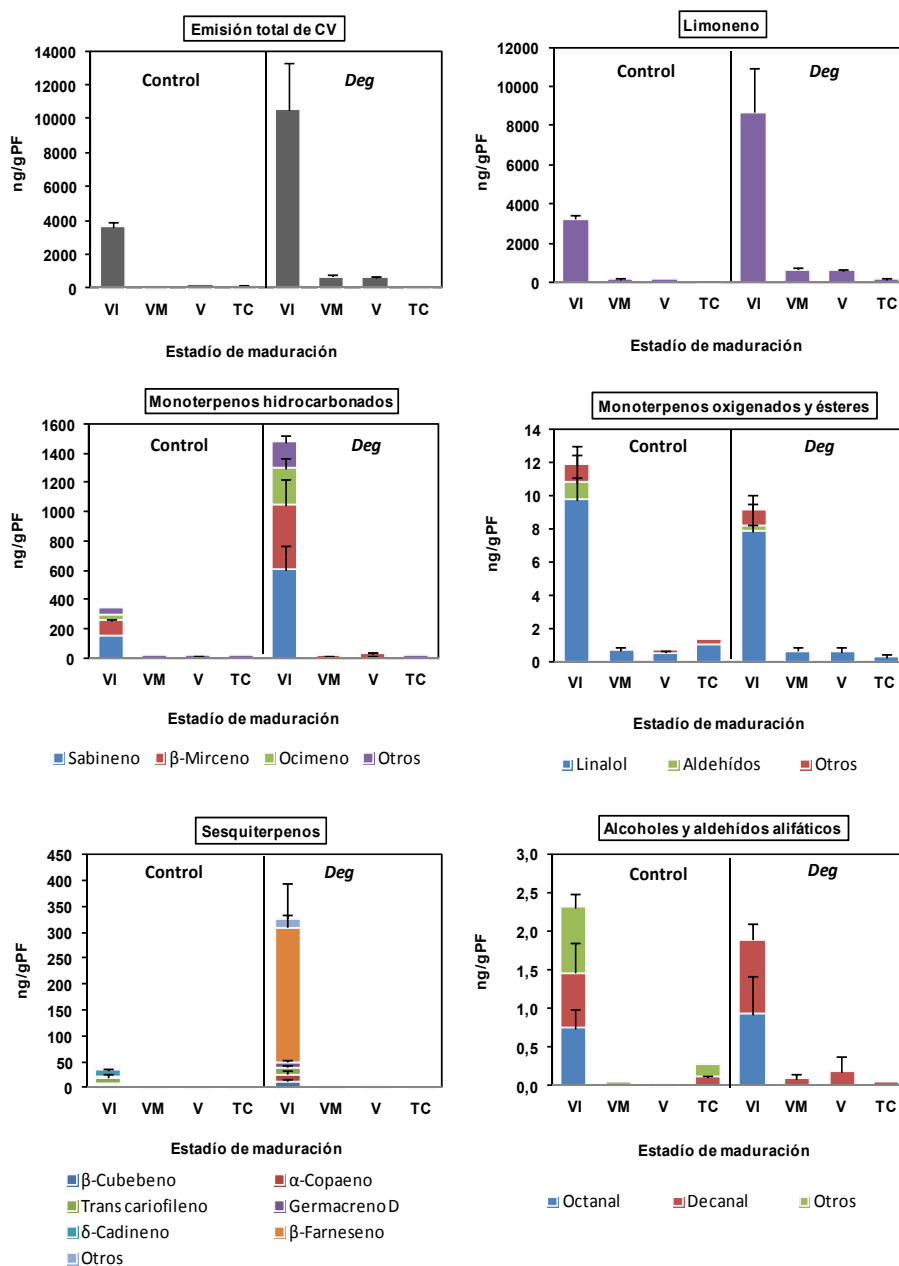 Emisión total de CV
14000
12000
10000
8000
6000
4000
2000
0
ng/gPF
Control
Deg
VI VM V TC VI VM V TC
Estadío de maduración
Limoneno
12000
10000
8000
6000
4000
2000
0
ng/gPF
Control
Deg
VI VM V TC VI VM V TC
Estadío de maduración
Monoterpenos hidrocarbonados
1600
1400
1200
1000
800
600
400
200
0
ng/gPF
Control
Deg
VI VM V TC VI VM V TC
Estadío de maduración
Sabineno β-Mirceno Ocimeno Otros
Monoterpenos oxigenados y ésteres
14
12
10
8
6
4
2
0
ng/gPF
Control
Deg
VI VM V TC VI VM V TC
Estadío de maduración
Linalol Aldehídos Otros
Sesquiterpenos
450
400
350
300
250
200
150
100
50
0
ng/gPF
Control
Deg
VI VM V TC VI VM V TC
Estadío de maduración
β-Cubebeno α-Copaeno
Trans cariofileno Germacreno D
δ-Cadineno β-Farneseno
Otros
Alcoholes y aldehídos alifáticos
3,0
2,5
2,0
1,5
1,0
0,5
0,0
ng/gPF
Control
Deg
VI VM V TC VI VM V TC
Estadío de maduración
Octanal Decanal Otros